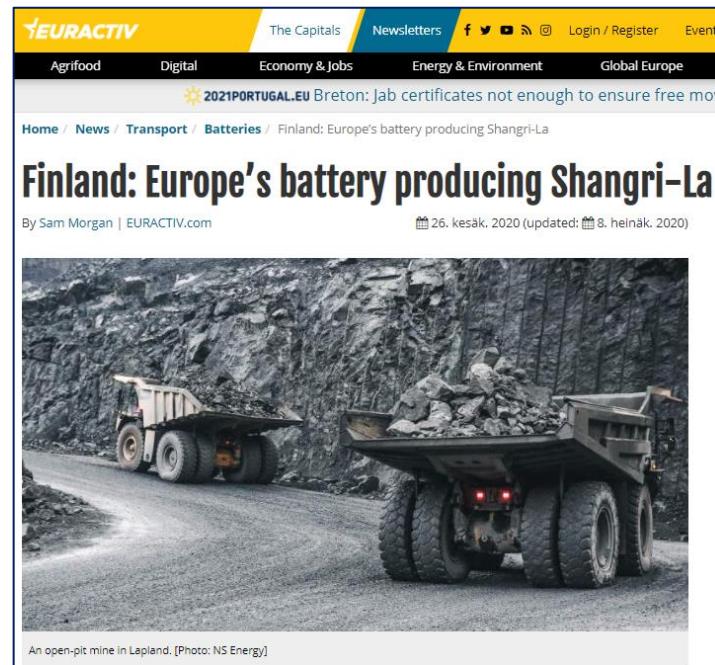 EURACTIV
The Capitals
Newsletters
Login / Register
Event
Agrifood
Digital
Economy & Jobs
Energy & Environment
Global Europe
2021PORTUGAL.EU Breton: Jab certificates not enough to ensure free mov
Home / News / Transport / Batteries / Finland: Europe's battery producing Shangri-La
Finland: Europe’s battery producing Shangri-La
By Sam Morgan | EURACTIV.com
26. kesäk. 2020 (updated: 8. heinäk. 2020)
An open-pit mine in Lapland. [Photo: NS Energy]